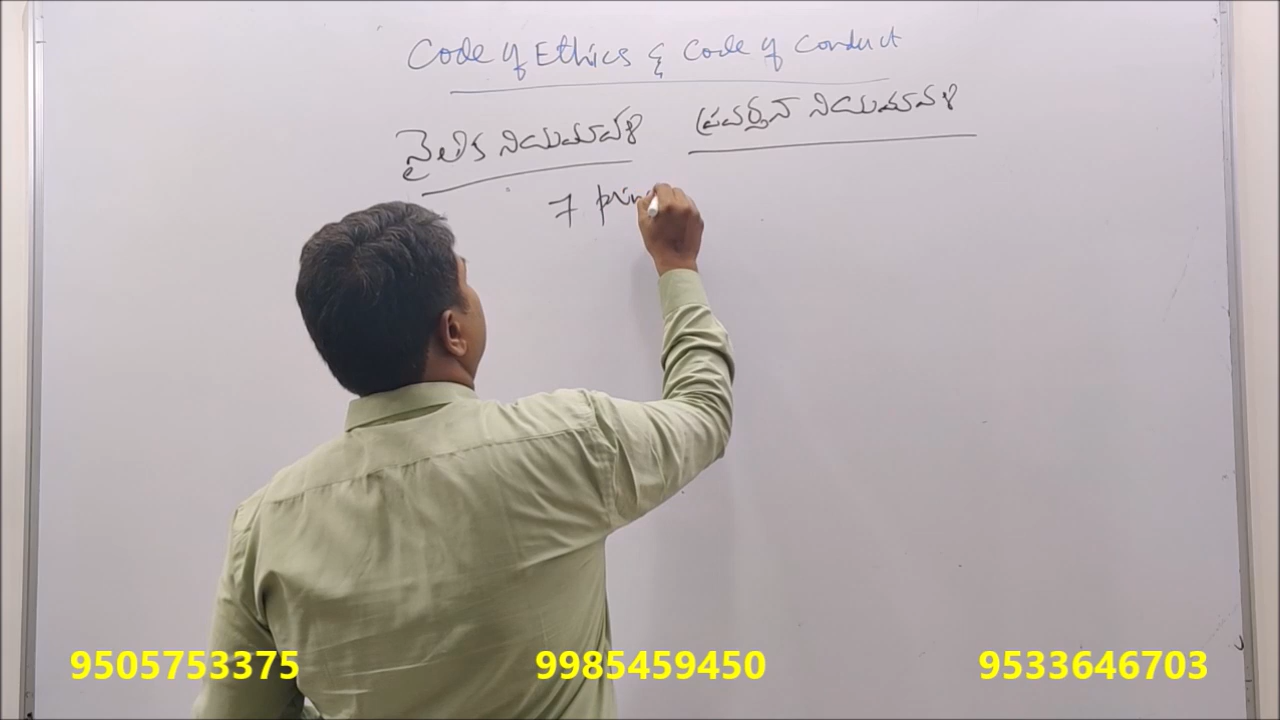 Code of Ethics & Code of Conduct
నైతిక నియమావళి ప్రవర్తన నియమావళి
7 prin
9505753375 9985459450 9533646703